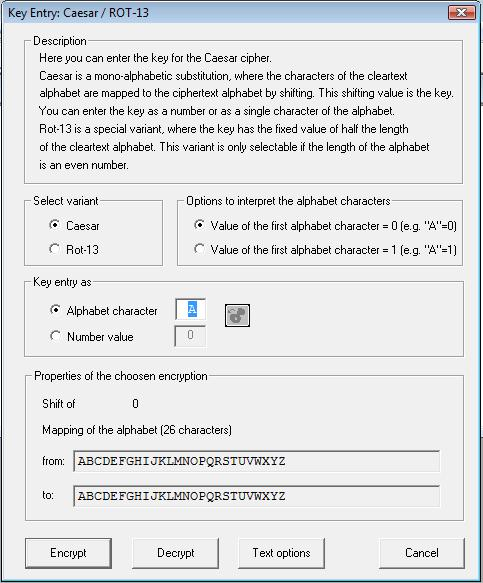 Key Entry: Caesar / ROT-13
Description
Here you can enter the key for the Caesar cipher.
Caesar is a mono-alphabetic substitution, where the characters of the cleartext
alphabet are mapped to the ciphertext alphabet by shifting. This shifting value is the key.
You can enter the key as a number or as a single character of the alphabet.
Rot-13 is a special variant, where the key has the fixed value of half the length
of the cleartext alphabet. This variant is only selectable if the length of the alphabet
is an even number.
Select variant
Caesar
Rot-13
Options to interpret the alphabet characters
Value of the first alphabet character = 0 (e.g. "A"=0)
Value of the first alphabet character = 1 (e.g. "A"=1)
Key entry as
Alphabet character A
Number value 0
Properties of the choosen encryption
Shift of 0
Mapping of the alphabet (26 characters)
from: ABCDEFGHIJKLMNOPQRSTUVWXYZ
to: ABCDEFGHIJKLMNOPQRSTUVWXYZ
Encrypt Decrypt Text options Cancel